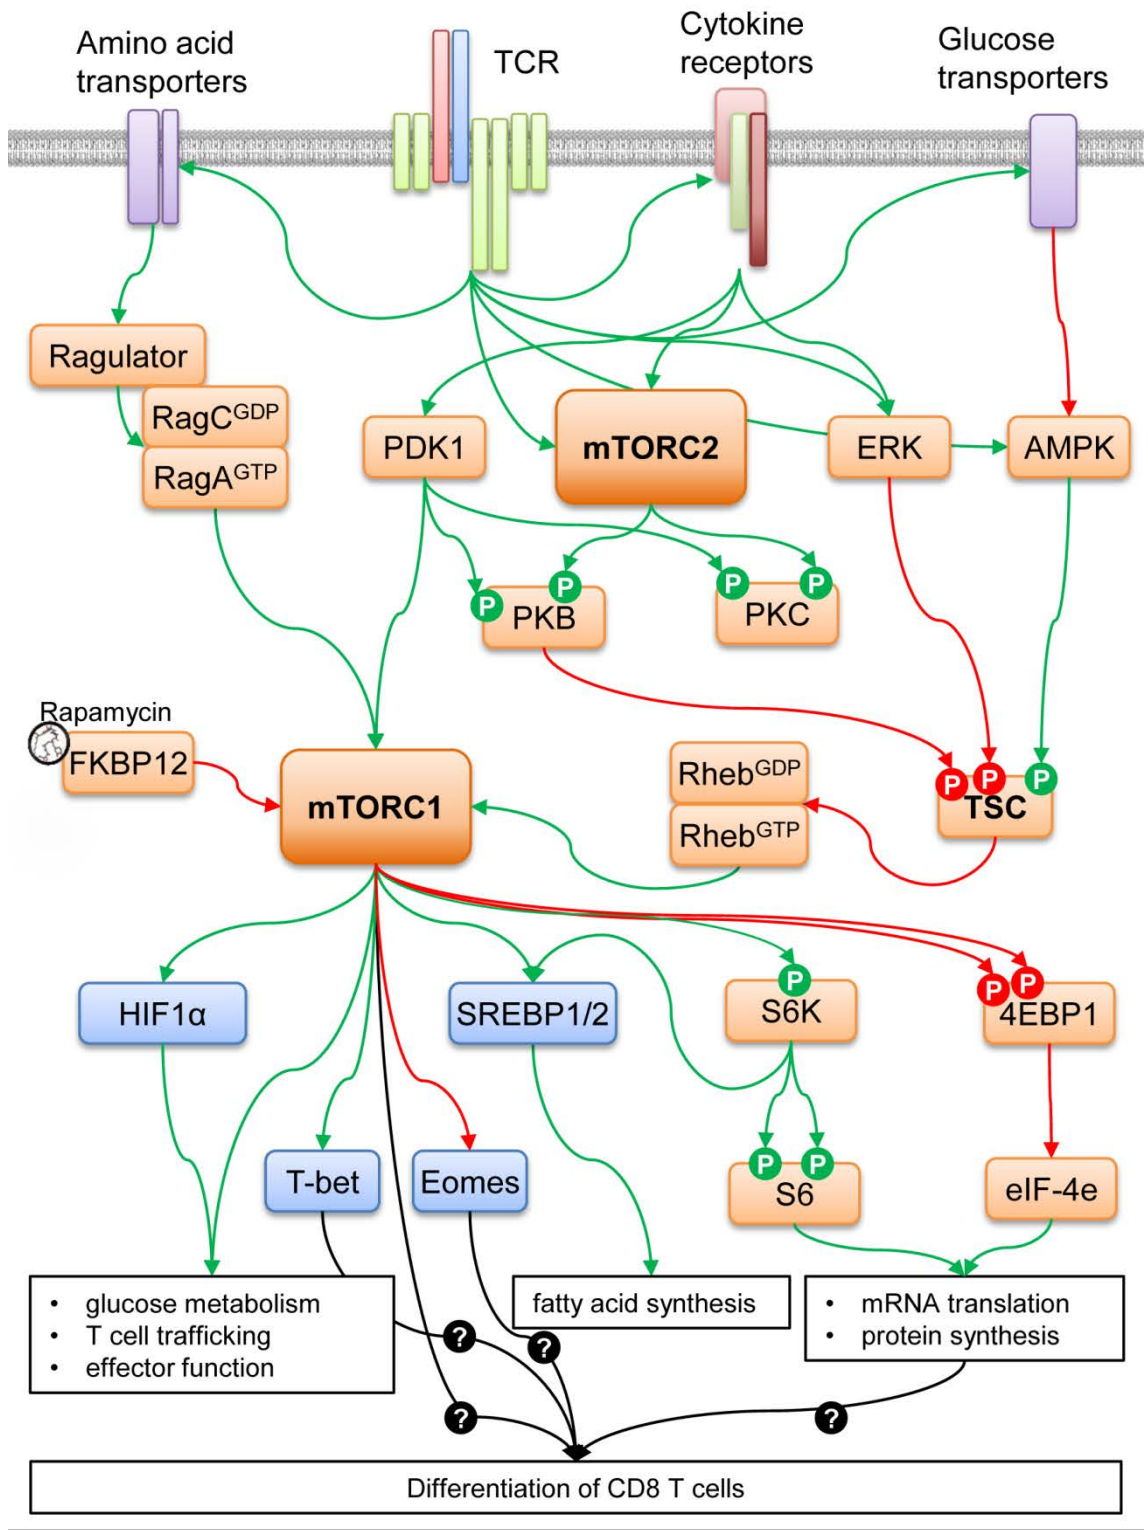 Amino acid
transporters
TCR
Cytokine
receptors
Glucose
transporters
Ragulator
RagCGDP
RagAGTP
PDK1
mTORC2
ERK
AMPK
P
P
PKB
P
P
PKC
Rapamycin
FKBP12
mTORC1
RhebGDP
RhebGTP
P
P
P
TSC
HIF1α
SREBP1/2
P
S6K
P
P
4EBP1
T-bet
Eomes
P
P
S6
eIF-4e
• glucose metabolism
• T cell trafficking
• effector function
fatty acid synthesis
• mRNA translation
• protein synthesis
?
?
?
?
Differentiation of CD8 T cells